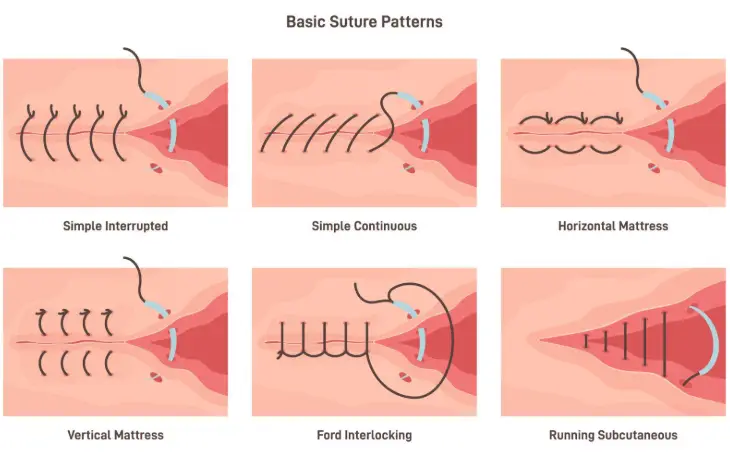 Basic Suture Patterns
Simple Interrupted
Simple Continuous
Horizontal Mattress
Vertical Mattress
Ford Interlocking
Running Subcutaneous